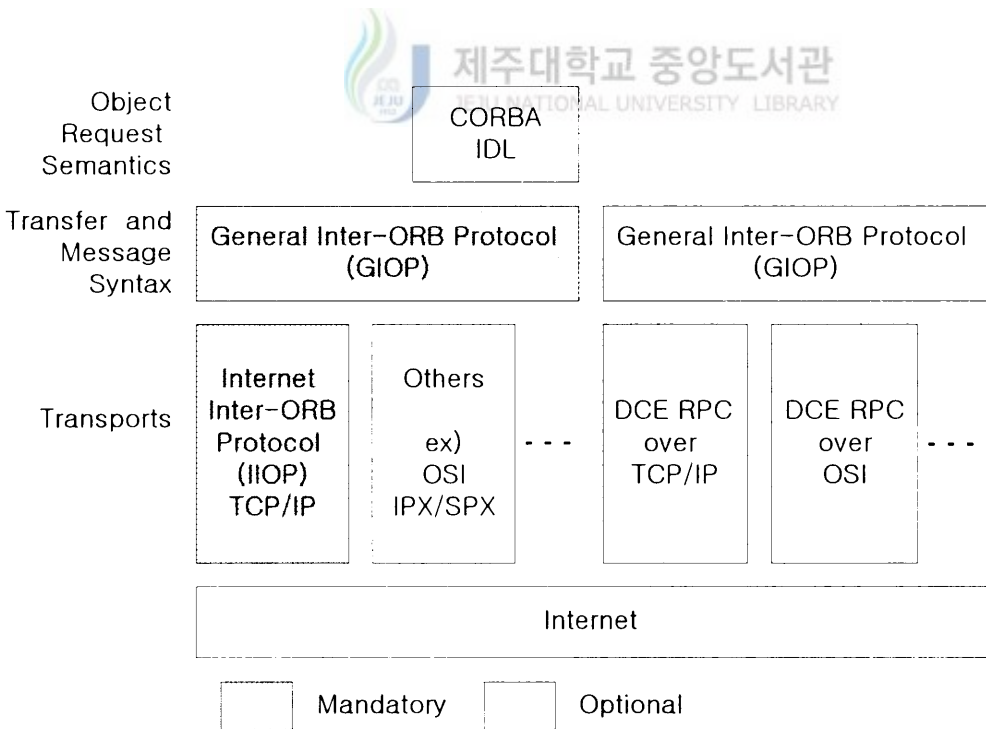 제주대학교 중앙도서관
JEJU NATIONAL UNIVERSITY LIBRARY
Object
Request
Semantics
CORBA
IDL
Transfer and
Message
Syntax
General Inter-ORB Protocol
(GIOP)
General Inter-ORB Protocol
(GIOP)
Transports
Internet
Inter-ORB
Protocol
(IIOP)
TCP/IP
Others
ex)
OSI
IPX/SPX
- - -
DCE RPC
over
TCP/IP
DCE RPC
over
OSI
- - -
Internet
Mandatory
Optional